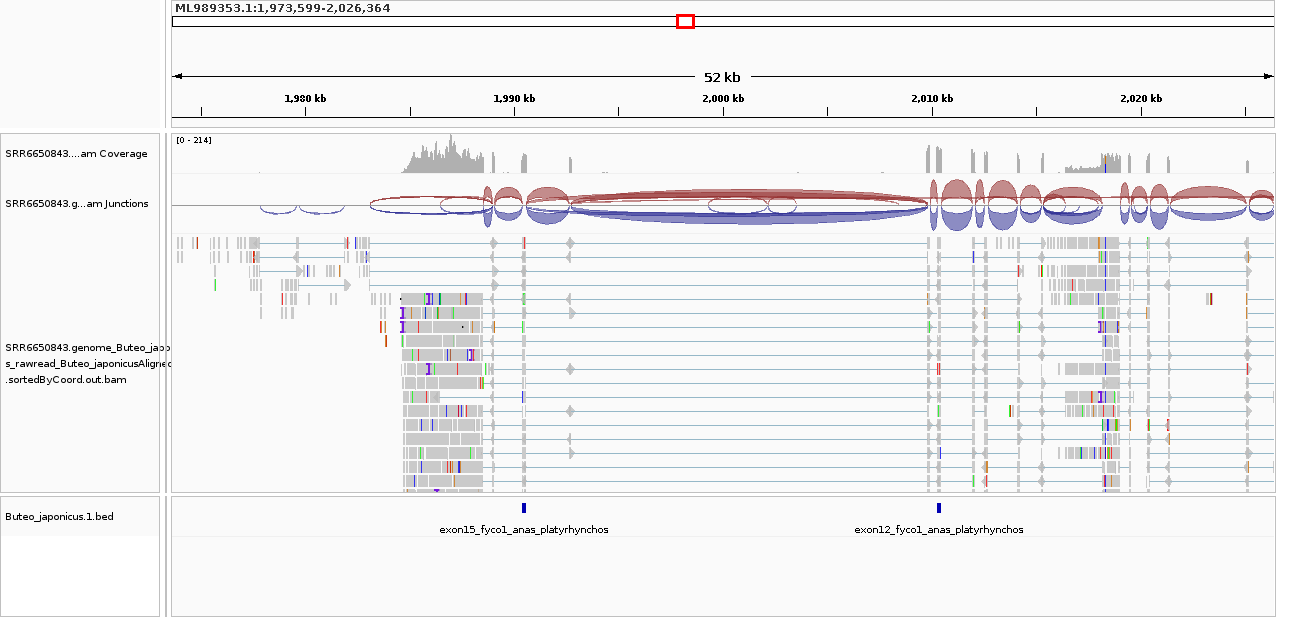 ML989353.1:1,973,599-2,026,364
52 kb
1,980 kb 1,990 kb 2,000 kb 2,010 kb 2,020 kb
SRR6650843....am Coverage
[0 - 214]
SRR6650843.g...am Junctions
SRR6650843.genome_Buteo_japo
s_rawread_Buteo_japonicusAligne
.sortedByCoord.out.bam
Buteo_japonicus.1.bed
exon15_fyco1_anas_platyrhynchos exon12_fyco1_anas_platyrhynchos